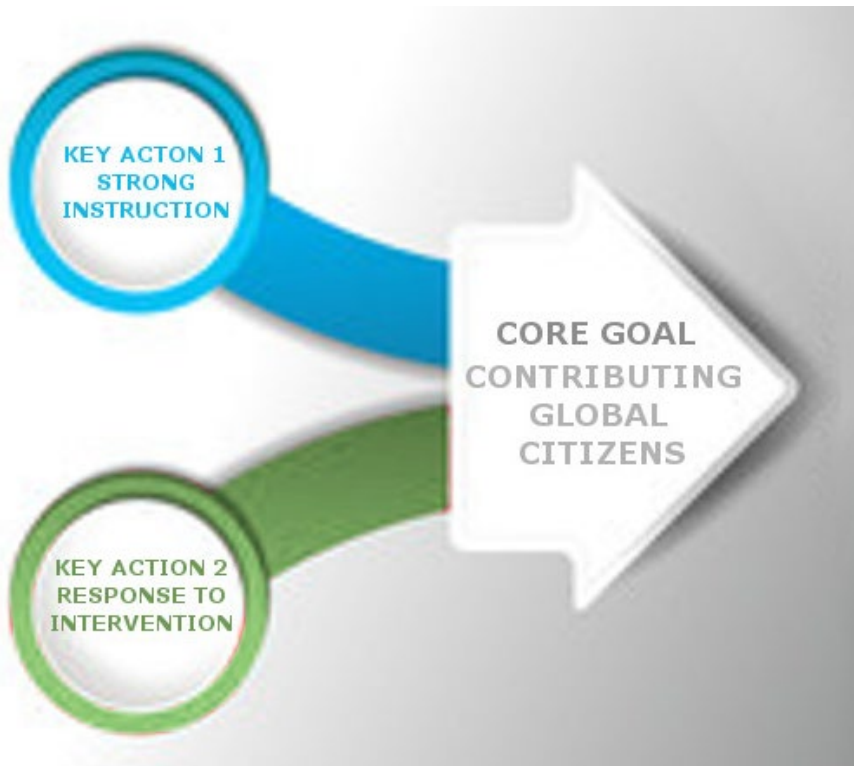 KEY ACTON 1
STRONG
INSTRUCTION
CORE GOAL
CONTRIBUTING
GLOBAL
CITIZENS
KEY ACTION 2
RESPONSE TO
INTERVENTION